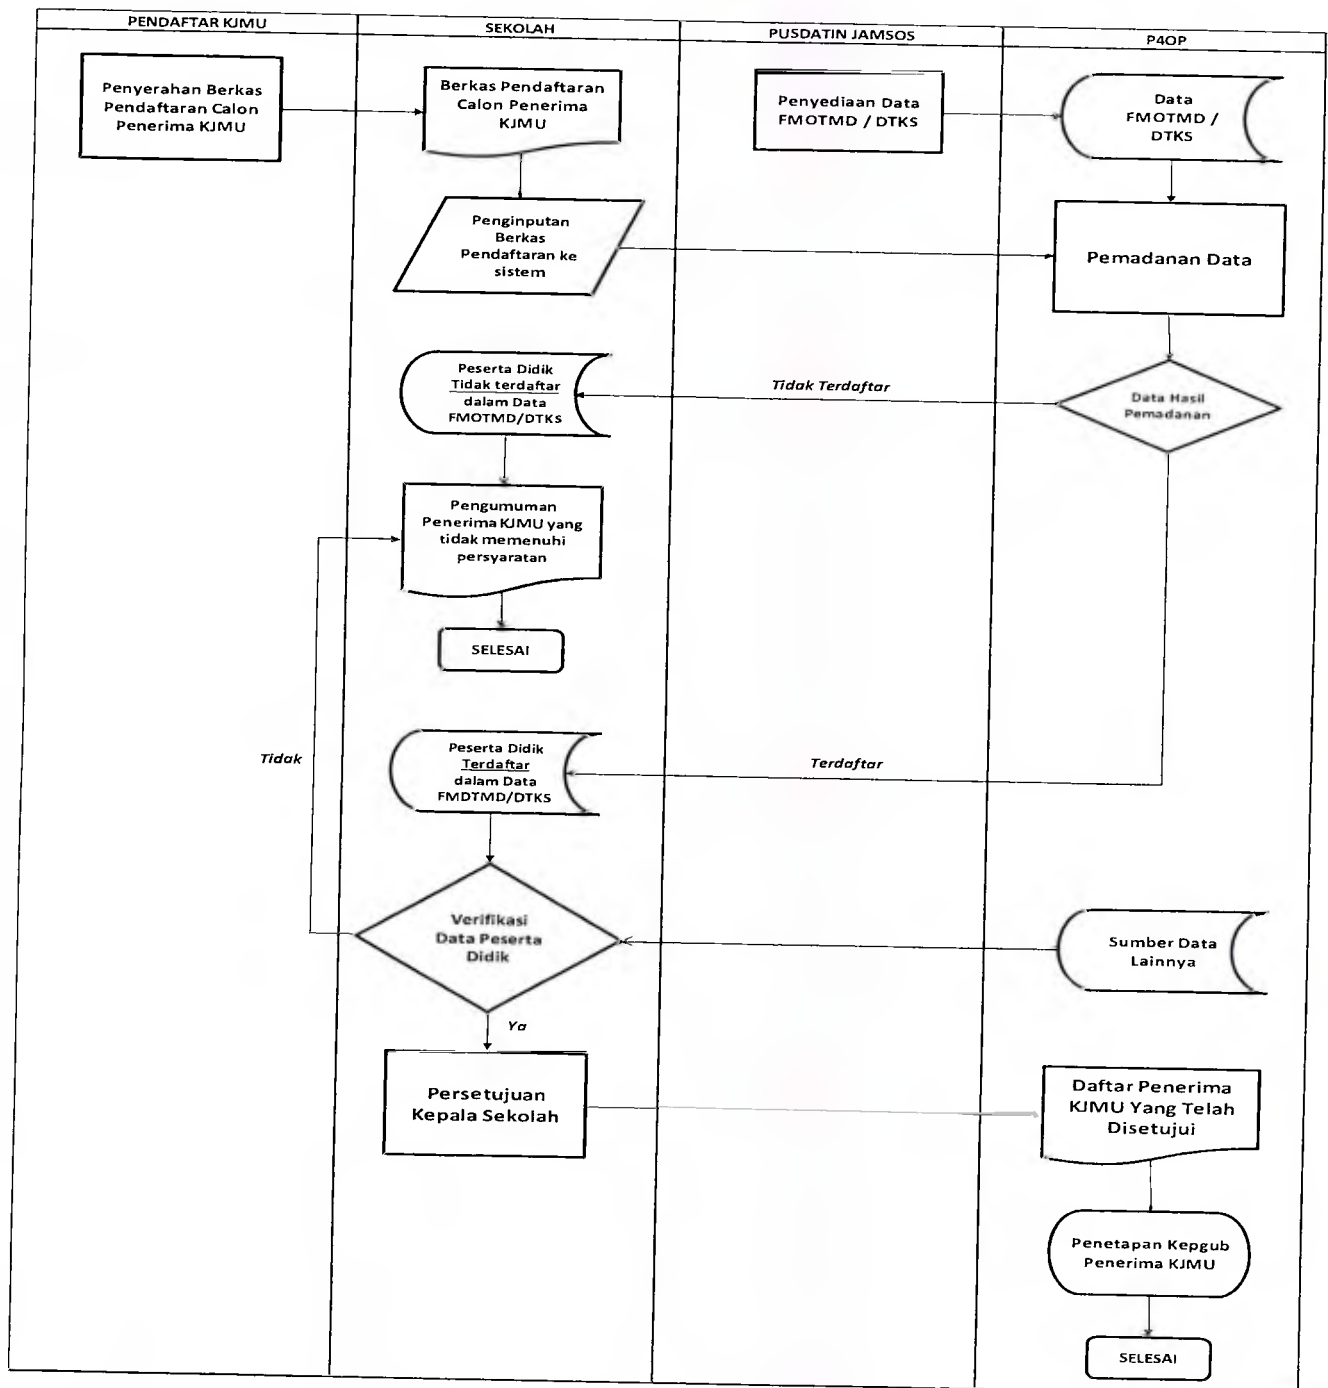 PENDAFTAR KJMU
SEKOLAH
PUSDATIN JAMSOS
P4OP
Penyerahan Berkas
Pendaftaran Calon
Penerima KJMU
Berkas Pendaftaran
Calon Penerima
KJMU
Penyediaan Data
FMOTMD / DTKS
Data
FMOTMD /
DTKS
Penginputan
Berkas
Pendaftaran ke
sistem
Pemadanan Data
Peserta Didik
Tidak terdaftar
dalam Data
FMOTMD/DTKS
Tidak Terdaftar
Data Hasil
Pemadanan
Pengumuman
Penerima KJMU yang
tidak memenuhi
persyaratan
SELESAI
Tidak
Peserta Didik
Terdaftar
dalam Data
FMDTMD/DTKS
Terdaftar
Verifikasi
Data Peserta
Didik
Sumber Data
Lainnya
Ya
Persetujuan
Kepala Sekolah
Daftar Penerima
KJMU Yang Telah
Disetujui
Penetapan Kepgub
Penerima KJMU
SELESAI